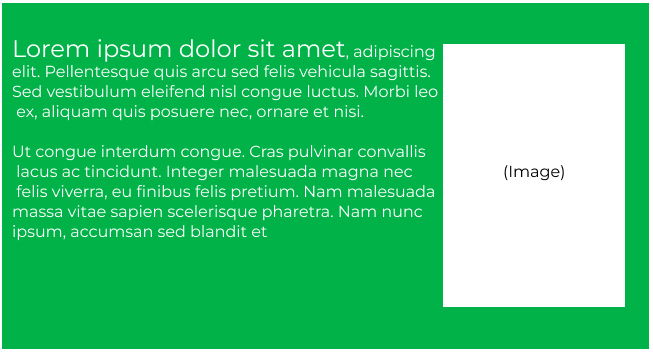 Lorem ipsum dolor sit amet, adipiscing
elit. Pellentesque quis arcu sed felis vehicula sagittis.
Sed vestibulum eleifend nisl congue luctus. Morbi leo
ex, aliquam quis posuere nec, ornare et nisi.
Ut congue interdum congue. Cras pulvinar convallis
lacus ac tincidunt. Integer malesuada magna nec
felis viverra, eu finibus felis pretium. Nam malesuada
massa vitae sapien scelerisque pharetra. Nam nunc
ipsum, accumsan sed blandit et
(Image)